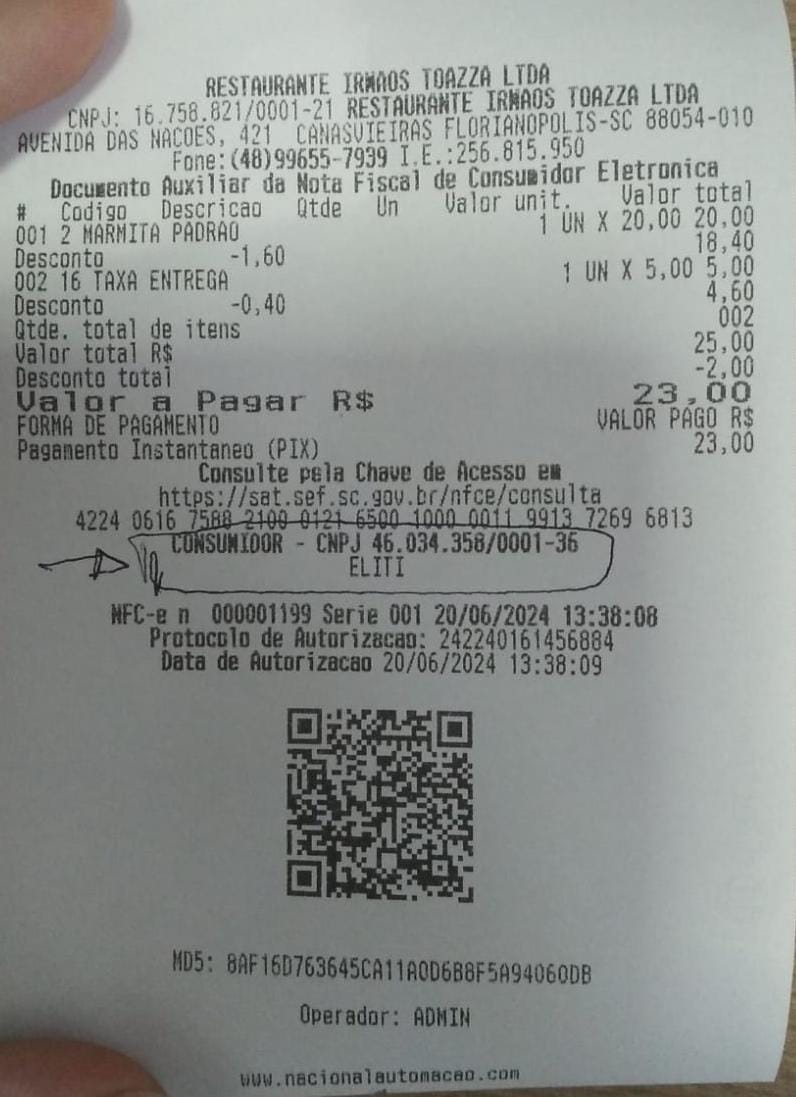 RESTAURANTE IRMAOS TOAZZA LTDA
CNPJ: 16.758.821/0001-21 RESTAURANTE IRMAOS TOAZZA LTDA
AVENIDA DAS NACOES, 421 CANASVIEIRAS FLORIANOPOLIS-SC 88054-010
Fone:(48)99655-7939 I.E.:256.815.950
Documento Auxiliar da Nota Fiscal de Consumidor Eletronica
# Codigo Descricao Qtde Un Valor unit. Valor total
001 2 MARMITA PADRAO 1 UN X 20,00 20,00
Desconto -1,60 18,40
002 16 TAXA ENTREGA 1 UN X 5,00 5,00
Desconto -0,40 4,60
Qtde. total de itens 002
Valor total R$ 25,00
Desconto total -2,00
Valor a Pagar R$ 23,00
FORMA DE PAGAMENTO VALOR PAGO R$
Pagamento Instantaneo (PIX) 23,00
Consulte pela Chave de Acesso em
https://sat.sef.sc.gov.br/nfce/consulta
4224 0616 7588 2100 0121 6500 1000 0011 9913 7269 6813
CONSUMIDOR - CNPJ 46.034.358/0001-36
ELITI
NFC-e n 000001199 Serie 001 20/06/2024 13:38:08
Protocolo de Autorizacao: 242240161456884
Data de Autorizacao 20/06/2024 13:38:09
MD5: 8AF16D763645CA11A0D6B8F5A94060DB
Operador: ADMIN
www.nacionalautomacao.com